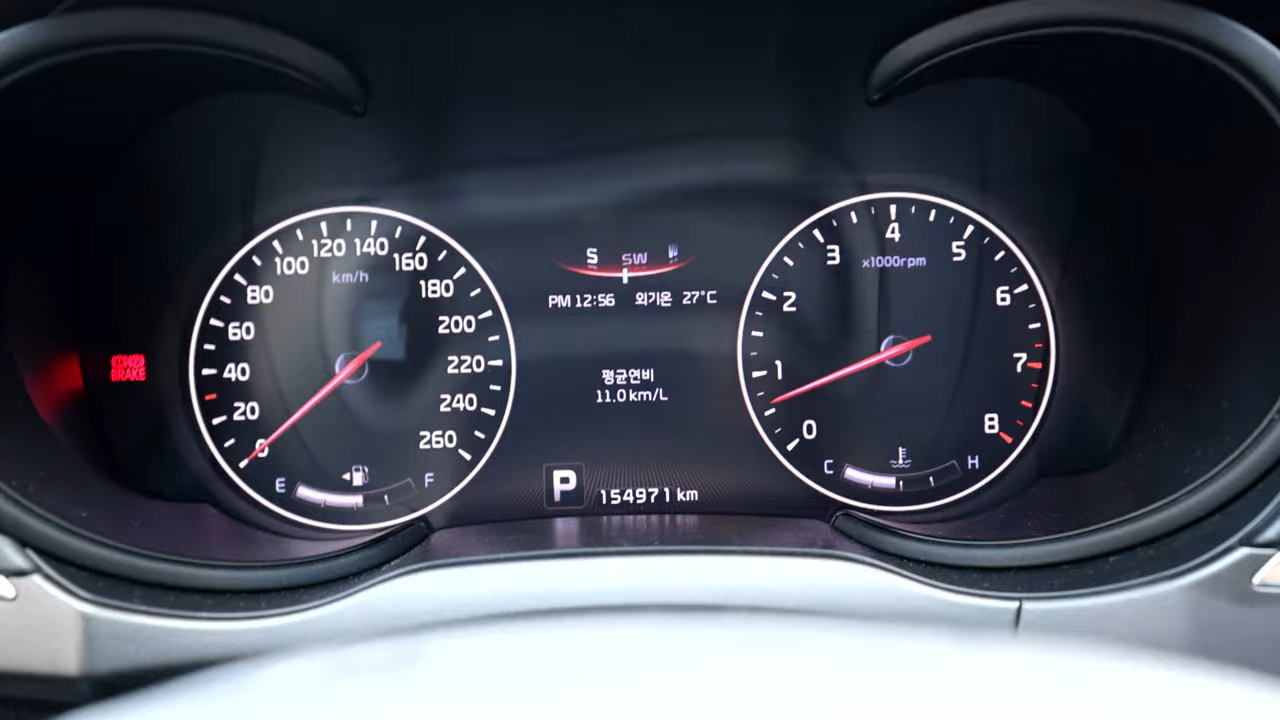 S SW W
PM 12:56 외기온 27°C
평균연비
11.0 km/L
P 154971 km
BRAKE
0 20 40 60 80 100 120 140 160 180 200 220 240 260
km/h
E F
0 1 2 3 4 5 6 7 8
x1000rpm
C H